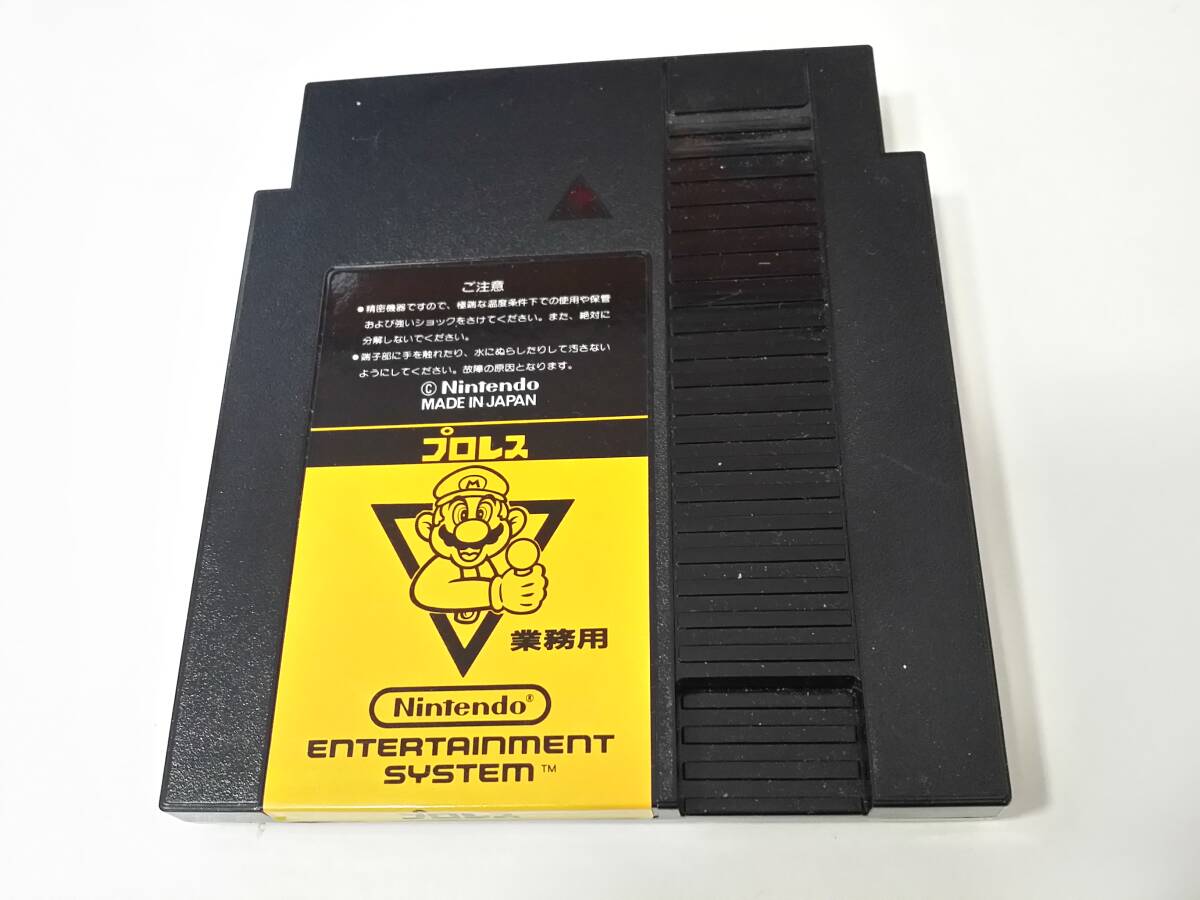 ご注意
●精密機器ですので、極端な温度条件下での使用や保管
および強いショックをさけてください。また、絶対に
分解しないでください。
●端子部に手を触れたり、水にぬらしたりして汚さない
ようにしてください。故障の原因となります。
© Nintendo
MADE IN JAPAN
プロレス
M
業務用
Nintendo®
ENTERTAINMENT
SYSTEM™
プロレス